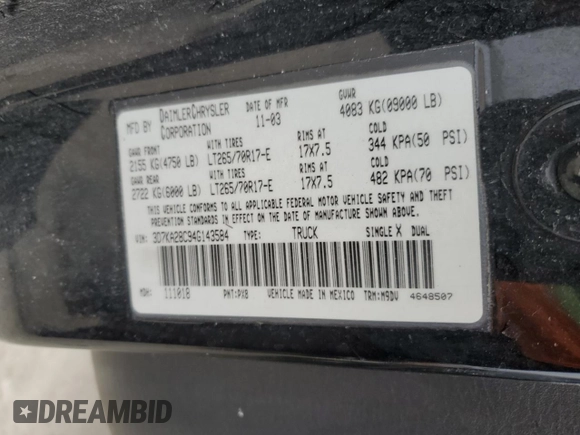 MFD BY DAIMLERCHRYSLER CORPORATION DATE OF MFR 11-03 GVWR 4083 KG(09000 LB)
GAWR FRONT WITH TIRES RIMS AT COLD
2155 KG(4750 LB) LT265/70R17-E 17X7.5 344 KPA(50 PSI)
GAWR REAR WITH TIRES RIMS AT COLD
2722 KG(6000 LB) LT265/70R17-E 17X7.5 482 KPA(70 PSI)
THIS VEHICLE CONFORMS TO ALL APPLICABLE FEDERAL MOTOR VEHICLE SAFETY AND THEFT
PREVENTION STANDARDS IN EFFECT ON THE DATE OF MANUFACTURE SHOWN ABOVE.
VIN: 3D7KA28C94G143584 TYPE: TRUCK SINGLE X DUAL
MDH: 111018 PNT:PX8 VEHICLE MADE IN MEXICO TRM:M9DV 4648507
DREAMBID